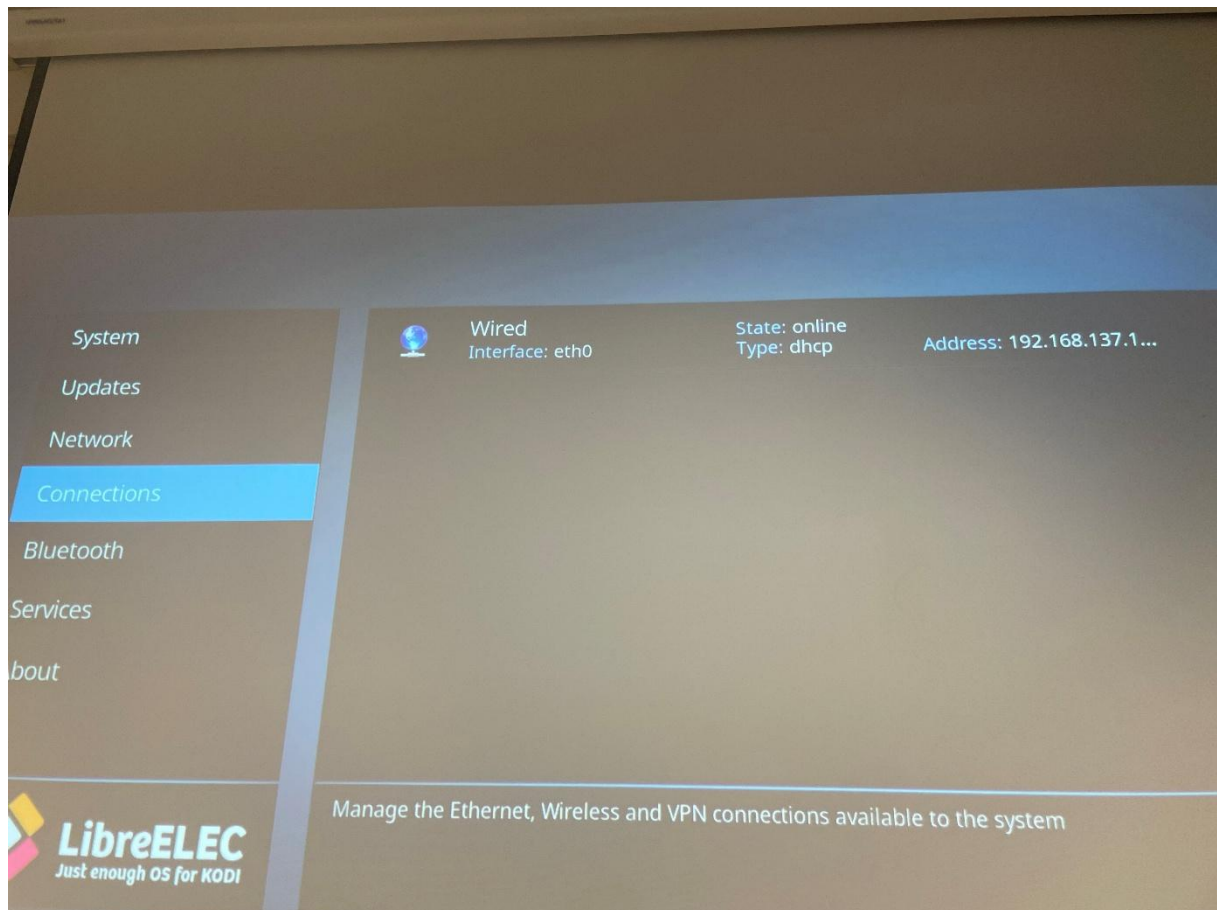 System
Updates
Network
Connections
Bluetooth
Services
bout
Wired
Interface: eth0
State: online
Type: dhcp
Address: 192.168.137.1...
Manage the Ethernet, Wireless and VPN connections available to the system
LibreELEC
Just enough OS for KODI